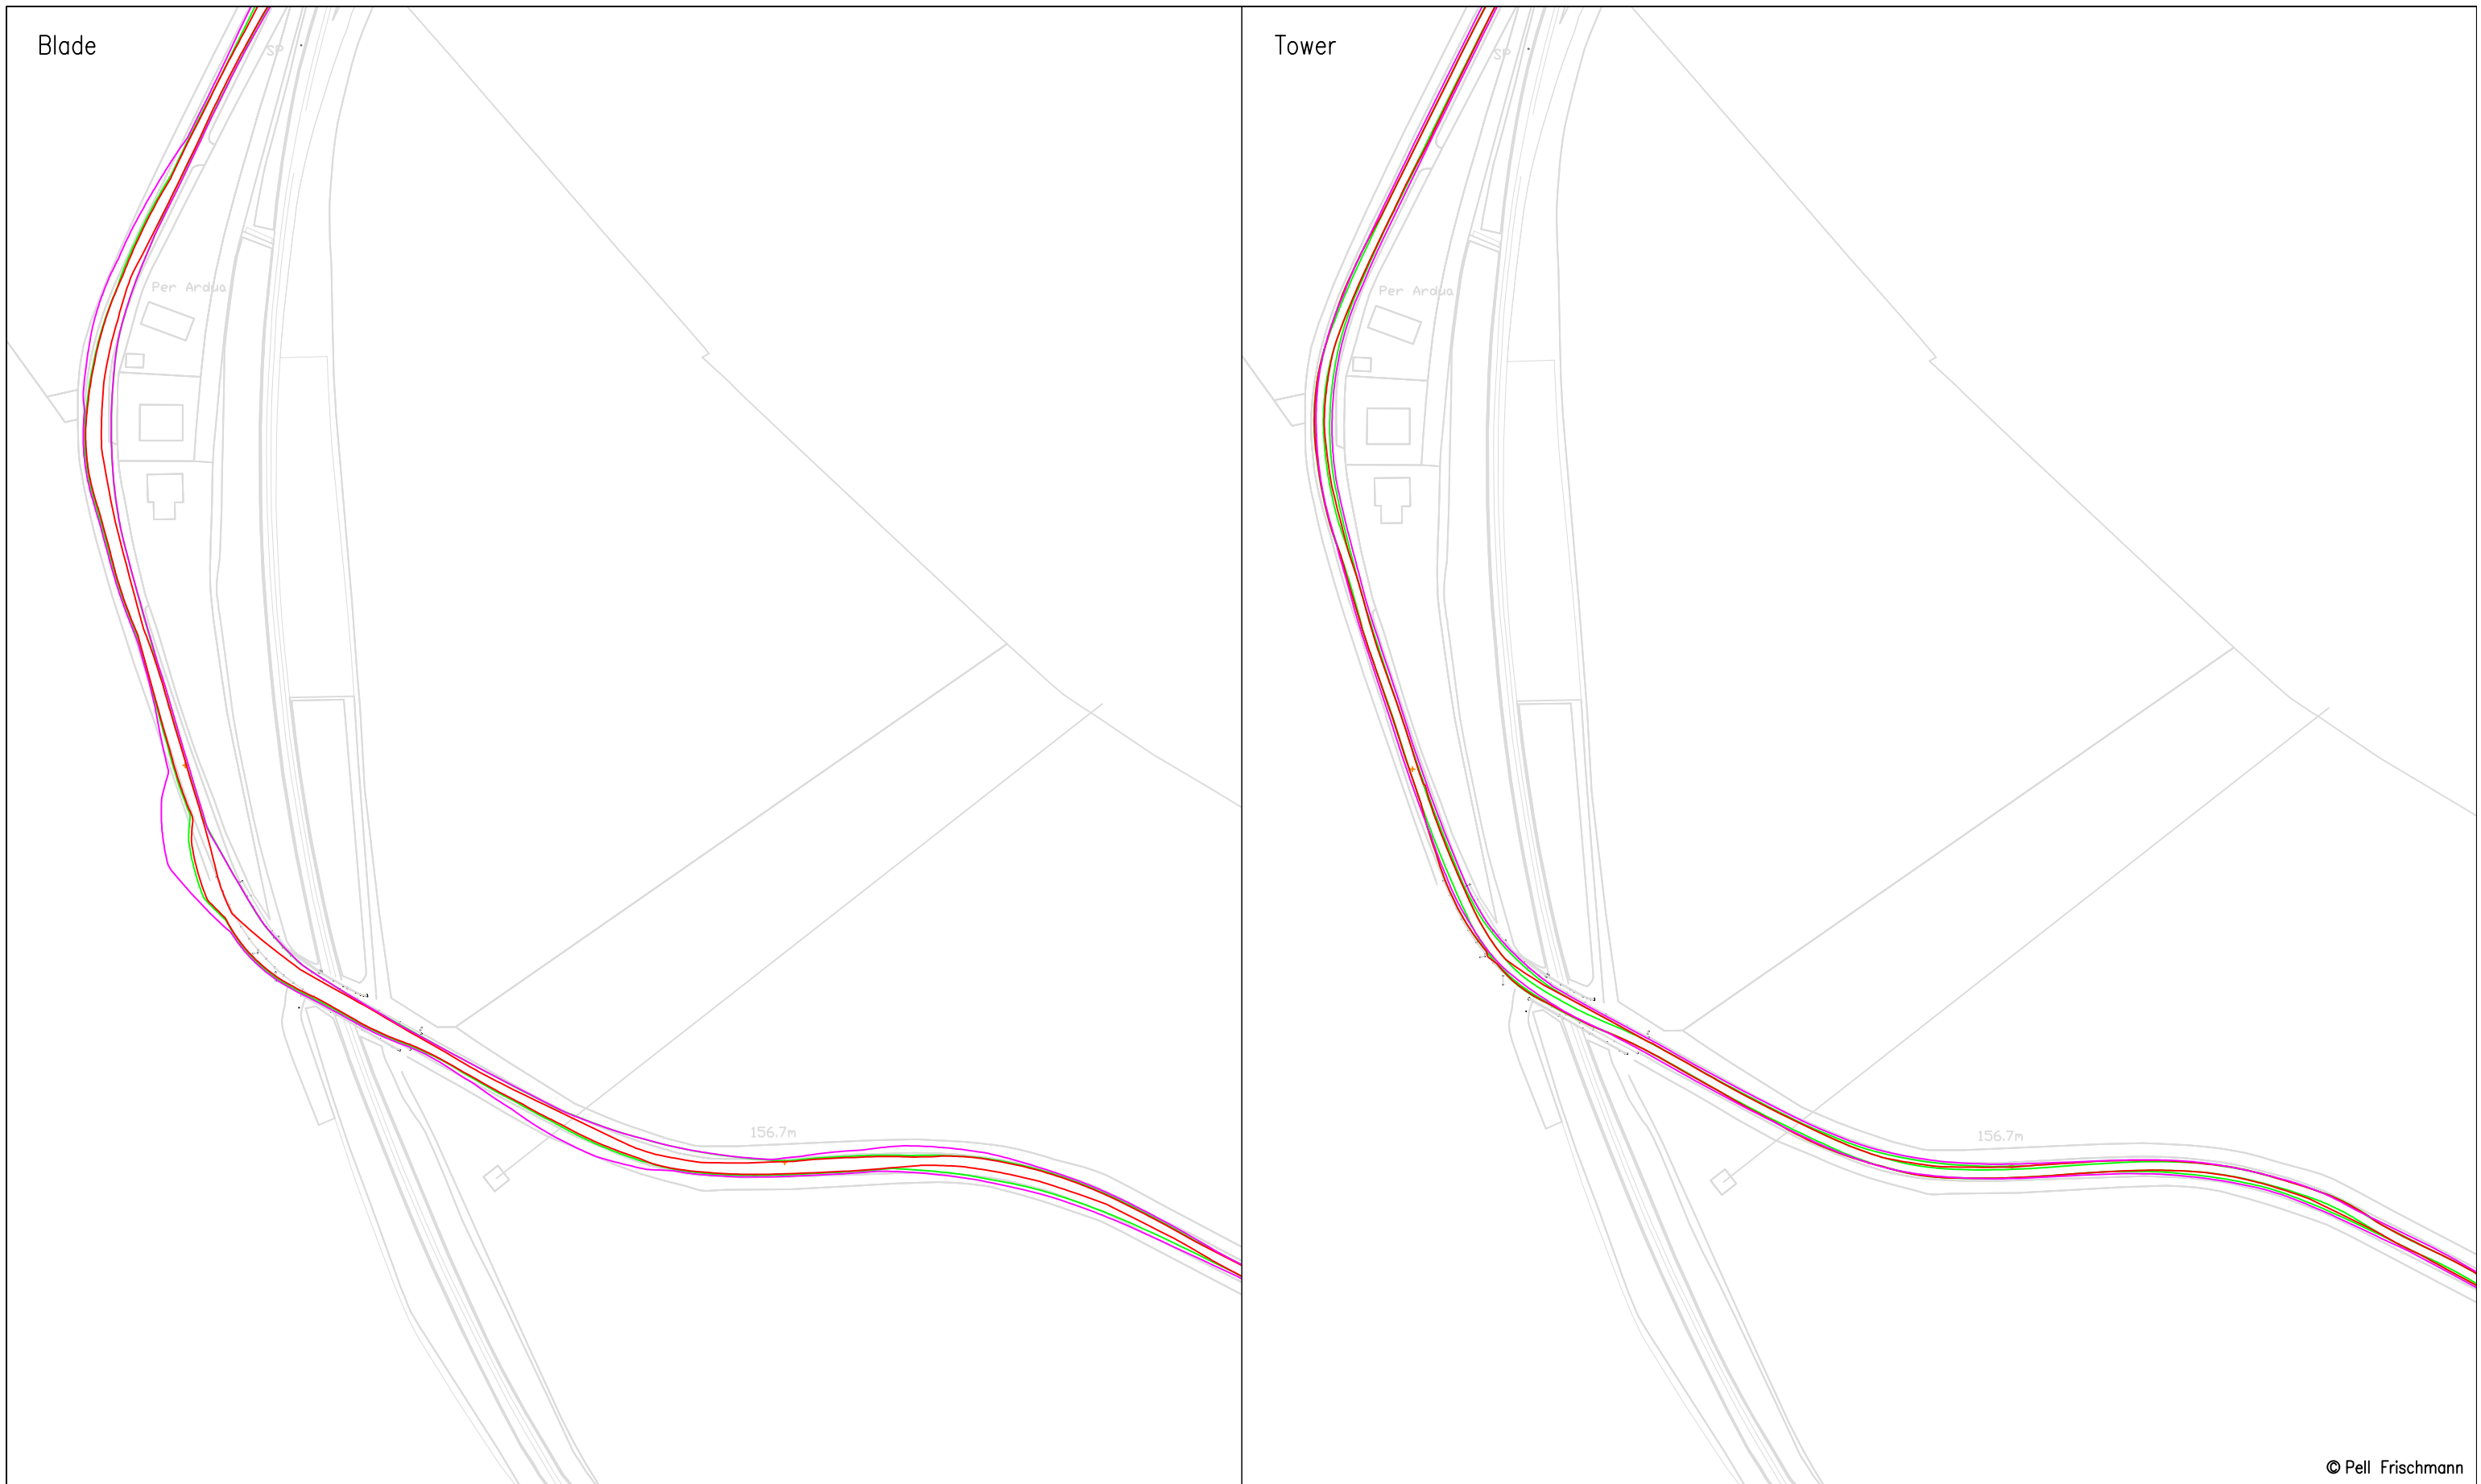 Blade
SP
Per Ardua
156.7m
Tower
SP
Per Ardua
156.7m
© Pell Frischmann